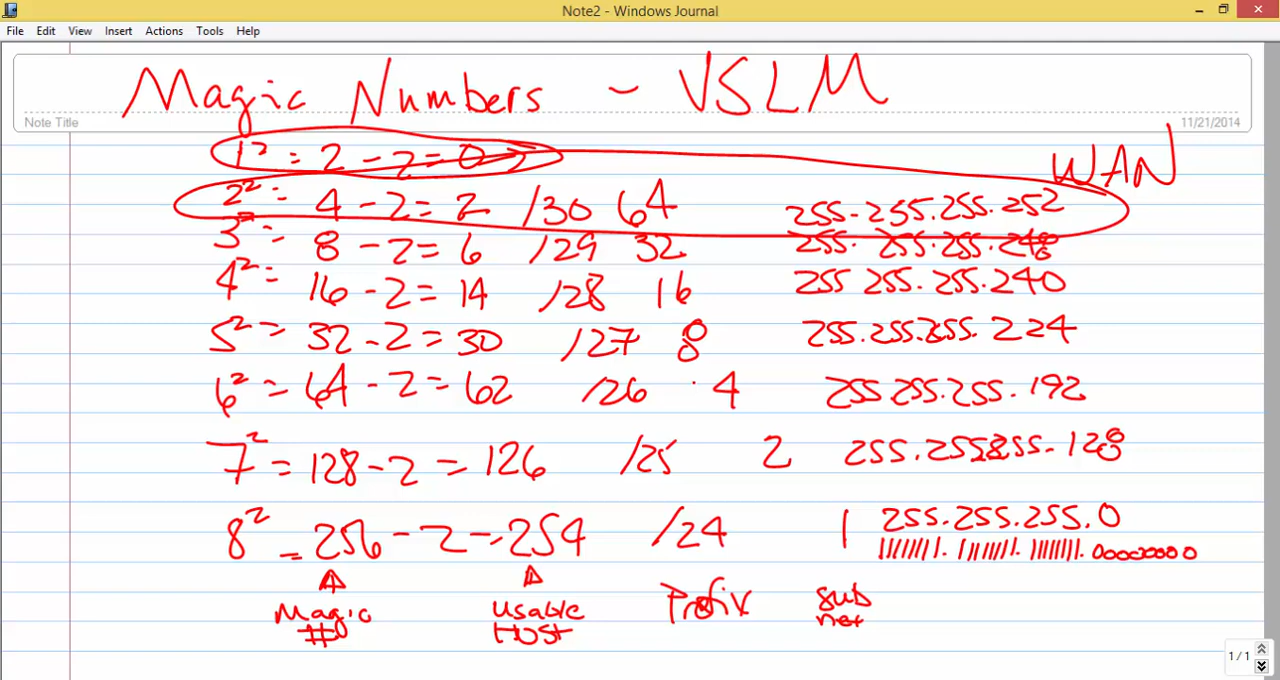 Note2 - Windows Journal
File Edit View Insert Actions Tools Help
Magic Numbers - VSLM
Note Title
11/21/2014
1² = 2 - 2 = 0
WAN
2² = 4 - 2 = 2 /30 64 255.255.255.252
3² = 8 - 2 = 6 /29 32 255.255.255.248
4² = 16 - 2 = 14 /28 16 255.255.255.240
5² = 32 - 2 = 30 /27 8 255.255.255.224
6² = 64 - 2 = 62 /26 4 255.255.255.192
7² = 128 - 2 = 126 /25 2 255.255.255.128
8² = 256 - 2 = 254 /24 1 255.255.255.0
11111111.11111111.11111111.00000000
Magic # Usable Host Prefix sub net
1/1